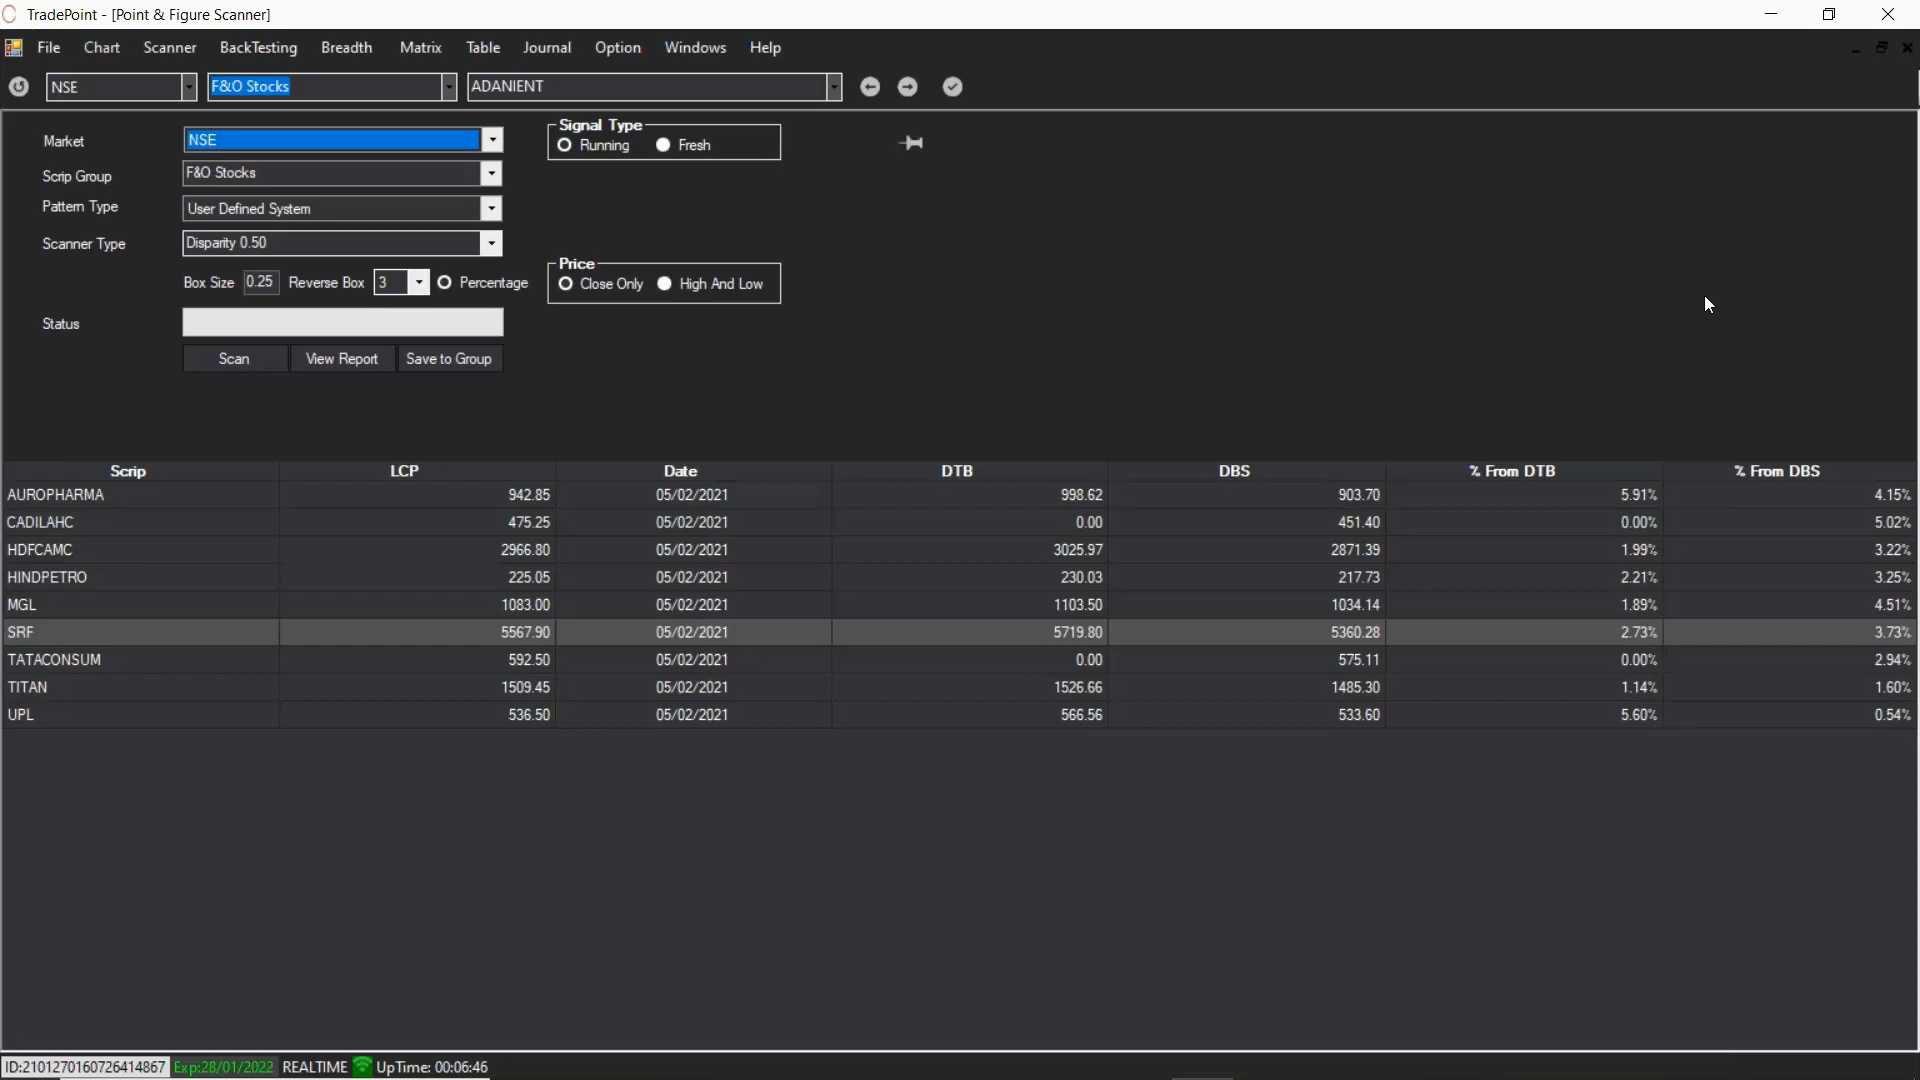 TradePoint - [Point & Figure Scanner]
File Chart Scanner BackTesting Breadth Matrix Table Journal Option Windows Help
NSE F&O Stocks ADANIENT
Signal Type
Market NSE Running Fresh
Scrip Group F&O Stocks
Pattern Type User Defined System
Scanner Type Disparity 0.50
Price
Box Size 0.25 Reverse Box 3 Percentage Close Only High And Low
Status
Scan View Report Save to Group
Scrip LCP Date DTB DBS % From DTB % From DBS
AUROPHARMA 942.85 05/02/2021 998.62 903.70 5.91% 4.15%
CADILAHC 475.25 05/02/2021 0.00 451.40 0.00% 5.02%
HDFCAMC 2966.80 05/02/2021 3025.97 2871.39 1.99% 3.22%
HINDPETRO 225.05 05/02/2021 230.03 217.73 2.21% 3.25%
MGL 1083.00 05/02/2021 1103.50 1034.14 1.89% 4.51%
SRF 5567.90 05/02/2021 5719.80 5360.28 2.73% 3.73%
TATACONSUM 592.50 05/02/2021 0.00 575.11 0.00% 2.94%
TITAN 1509.45 05/02/2021 1526.66 1485.30 1.14% 1.60%
UPL 536.50 05/02/2021 566.56 533.60 5.60% 0.54%
ID:2101270160726414867 Exp:28/01/2022 REALTIME UpTime: 00:06:46